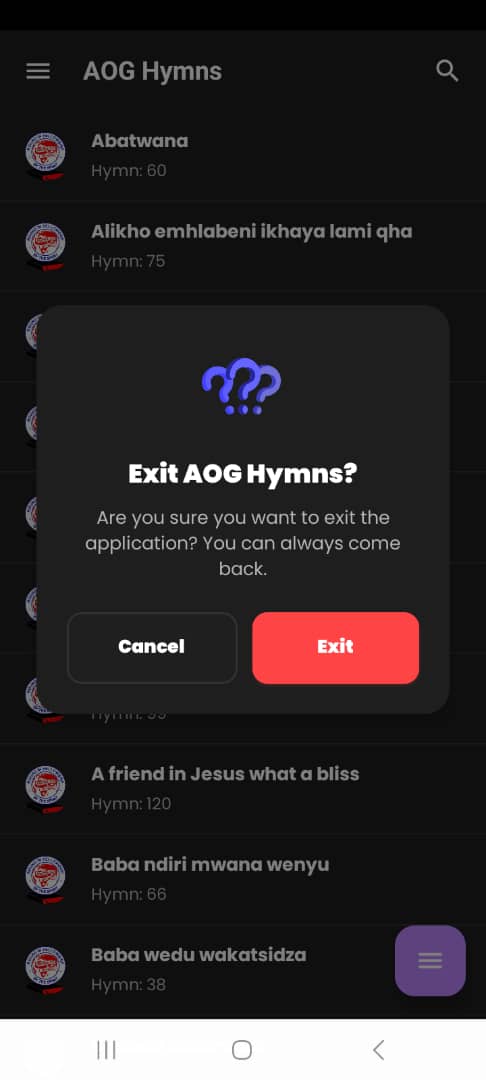 AOG Hymns
Abatwana
Hymn: 60
Alikho emhlabeni ikhaya lami qha
Hymn: 75
Exit AOG Hymns?
Are you sure you want to exit the
application? You can always come
back.
Cancel
Exit
A friend in Jesus what a bliss
Hymn: 120
Baba ndiri mwana wenyu
Hymn: 66
Baba wedu wakatsidza
Hymn: 38